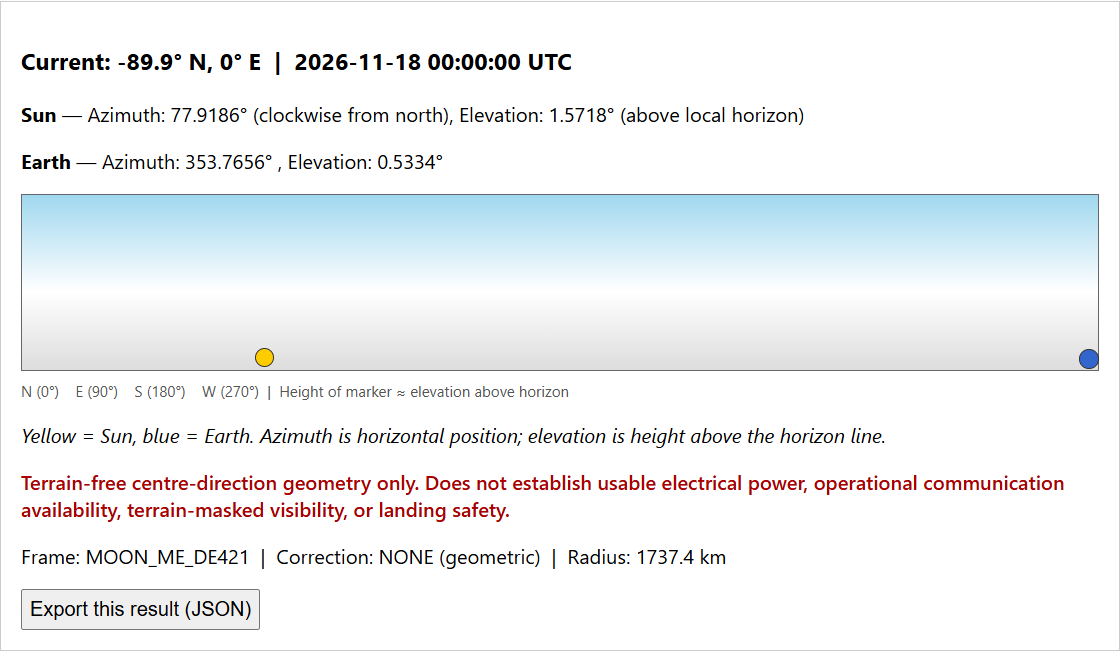 Current: -89.9° N, 0° E | 2026-11-18 00:00:00 UTC
Sun — Azimuth: 77.9186° (clockwise from north), Elevation: 1.5718° (above local horizon)
Earth — Azimuth: 353.7656° , Elevation: 0.5334°
N (0°) E (90°) S (180°) W (270°) | Height of marker ≈ elevation above horizon
Yellow = Sun, blue = Earth. Azimuth is horizontal position; elevation is height above the horizon line.
Terrain-free centre-direction geometry only. Does not establish usable electrical power, operational communication
availability, terrain-masked visibility, or landing safety.
Frame: MOON_ME_DE421 | Correction: NONE (geometric) | Radius: 1737.4 km
Export this result (JSON)